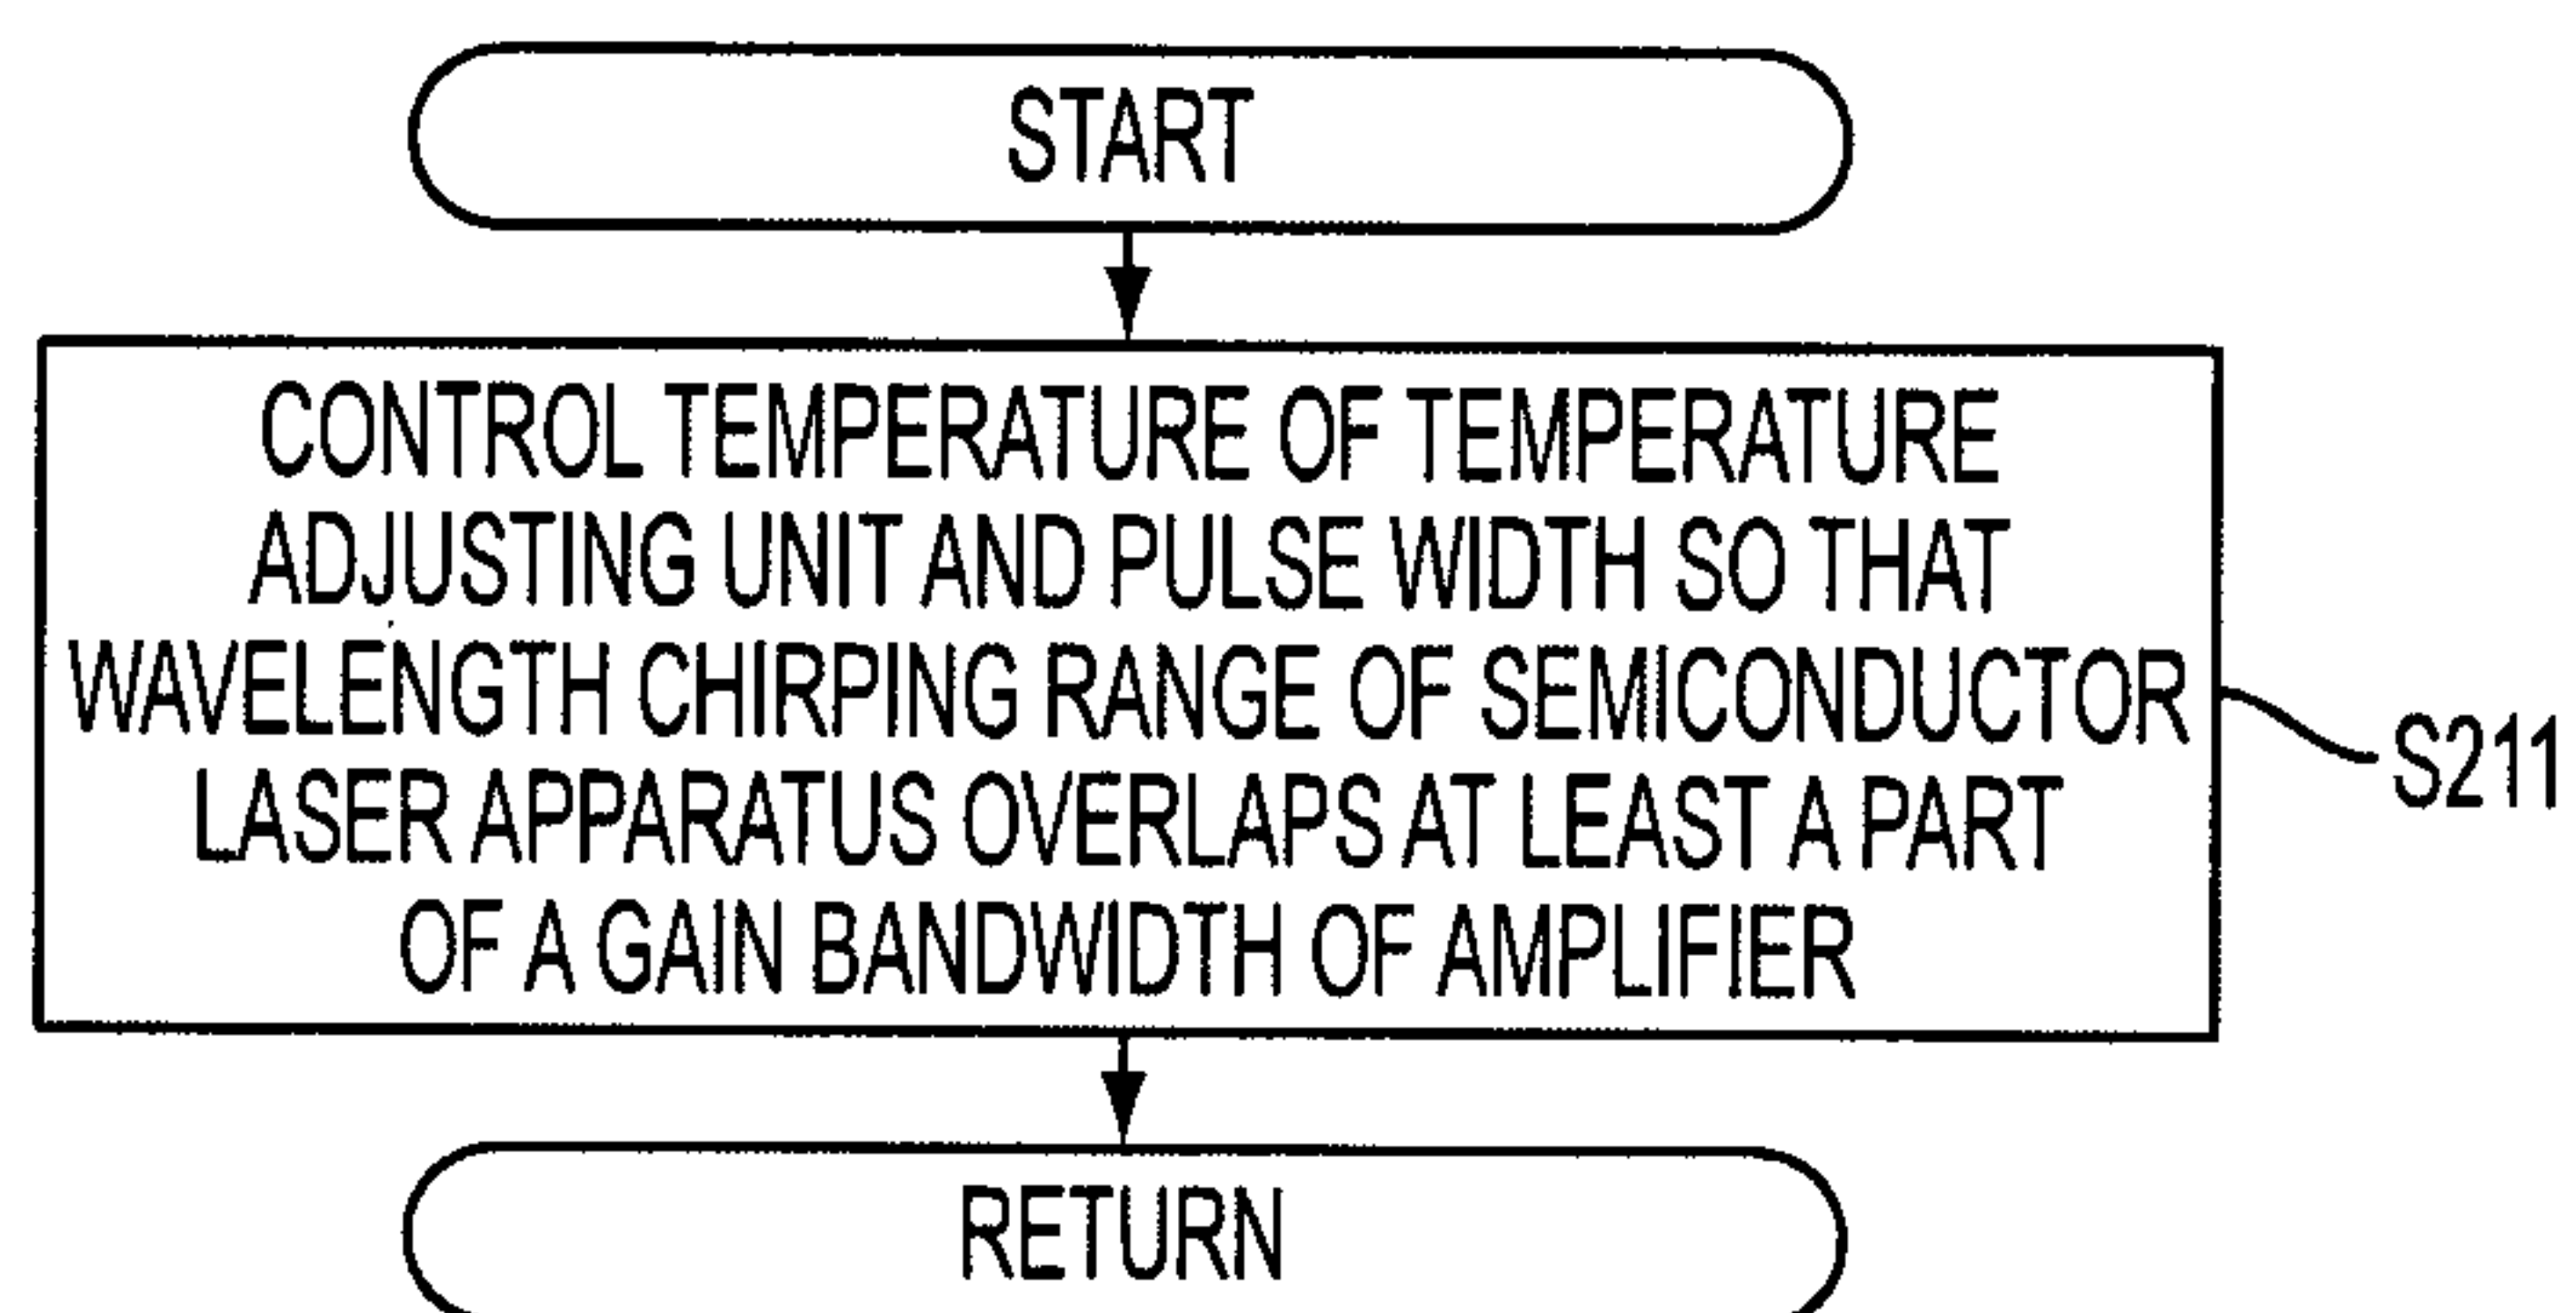 START
CONTROL TEMPERATURE OF TEMPERATURE
ADJUSTING UNIT AND PULSE WIDTH SO THAT
WAVELENGTH CHIRPING RANGE OF SEMICONDUCTOR
LASER APPARATUS OVERLAPS AT LEAST A PART
OF A GAIN BANDWIDTH OF AMPLIFIER
S211
RETURN